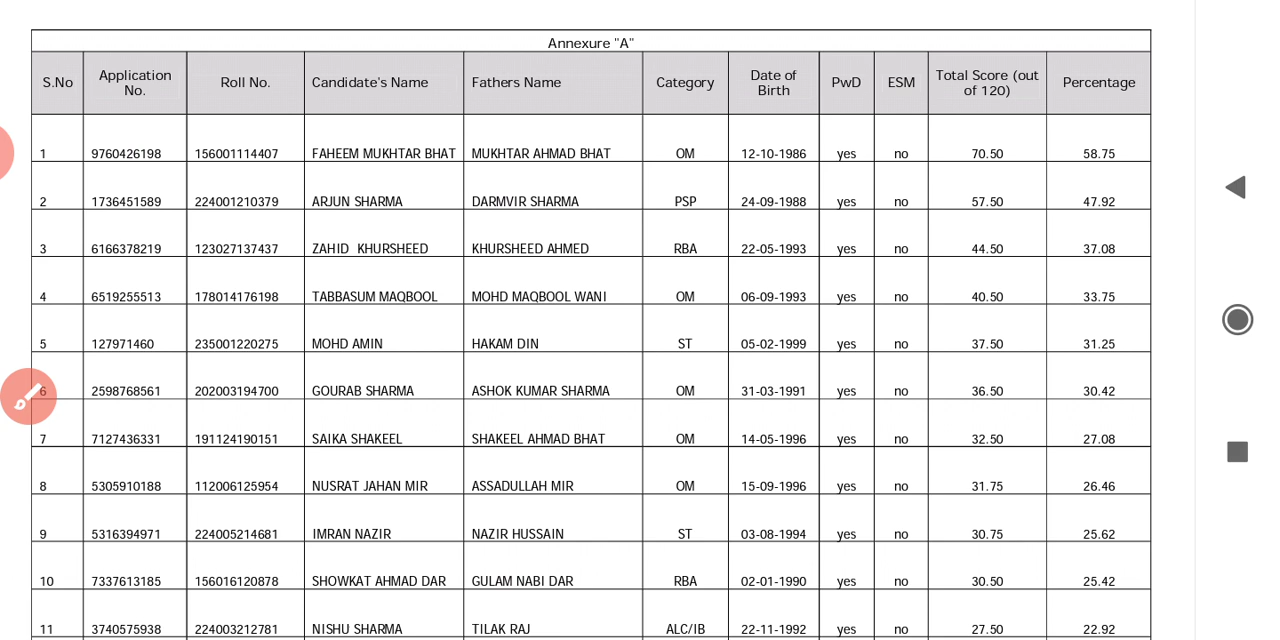 Annexure "A"
S.No Application No. Roll No. Candidate's Name Fathers Name Category Date of Birth PwD ESM Total Score (out of 120) Percentage
1 9760426198 156001114407 FAHEEM MUKHTAR BHAT MUKHTAR AHMAD BHAT OM 12-10-1986 yes no 70.50 58.75
2 1736451589 224001210379 ARJUN SHARMA DARMVIR SHARMA PSP 24-09-1988 yes no 57.50 47.92
3 6166378219 123027137437 ZAHID KHURSHEED KHURSHEED AHMED RBA 22-05-1993 yes no 44.50 37.08
4 6519255513 178014176198 TABBASUM MAQBOOL MOHD MAQBOOL WANI OM 06-09-1993 yes no 40.50 33.75
5 127971460 235001220275 MOHD AMIN HAKAM DIN ST 05-02-1999 yes no 37.50 31.25
6 2598768561 202003194700 GOURAB SHARMA ASHOK KUMAR SHARMA OM 31-03-1991 yes no 36.50 30.42
7 7127436331 191124190151 SAIKA SHAKEEL SHAKEEL AHMAD BHAT OM 14-05-1996 yes no 32.50 27.08
8 5305910188 112006125954 NUSRAT JAHAN MIR ASSADULLAH MIR OM 15-09-1996 yes no 31.75 26.46
9 5316394971 224005214681 IMRAN NAZIR NAZIR HUSSAIN ST 03-08-1994 yes no 30.75 25.62
10 7337613185 156016120878 SHOWKAT AHMAD DAR GULAM NABI DAR RBA 02-01-1990 yes no 30.50 25.42
11 3740575938 224003212781 NISHU SHARMA TILAK RAJ ALC/IB 22-11-1992 yes no 27.50 22.92